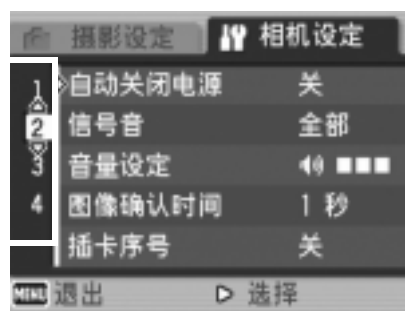 摄影设定 相机设定
1 自动关闭电源 关
2 信号音 全部
3 音量设定
4 图像确认时间 1 秒
插卡序号 关
MENU 退出 选择